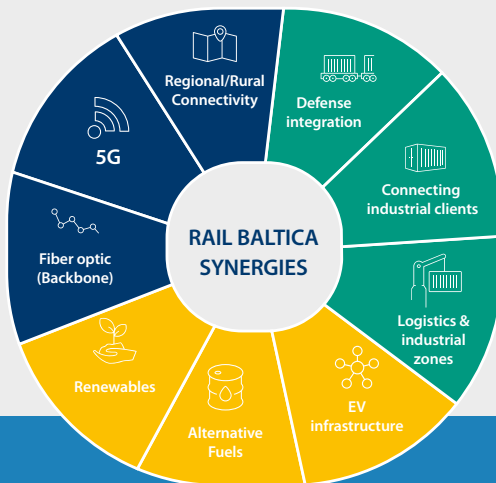 RAIL BALTICA
SYNERGIES
Regional/Rural
Connectivity
Defense
integration
Connecting
industrial clients
Logistics &
industrial
zones
EV
infrastructure
Alternative
Fuels
Renewables
Fiber optic
(Backbone)
5G